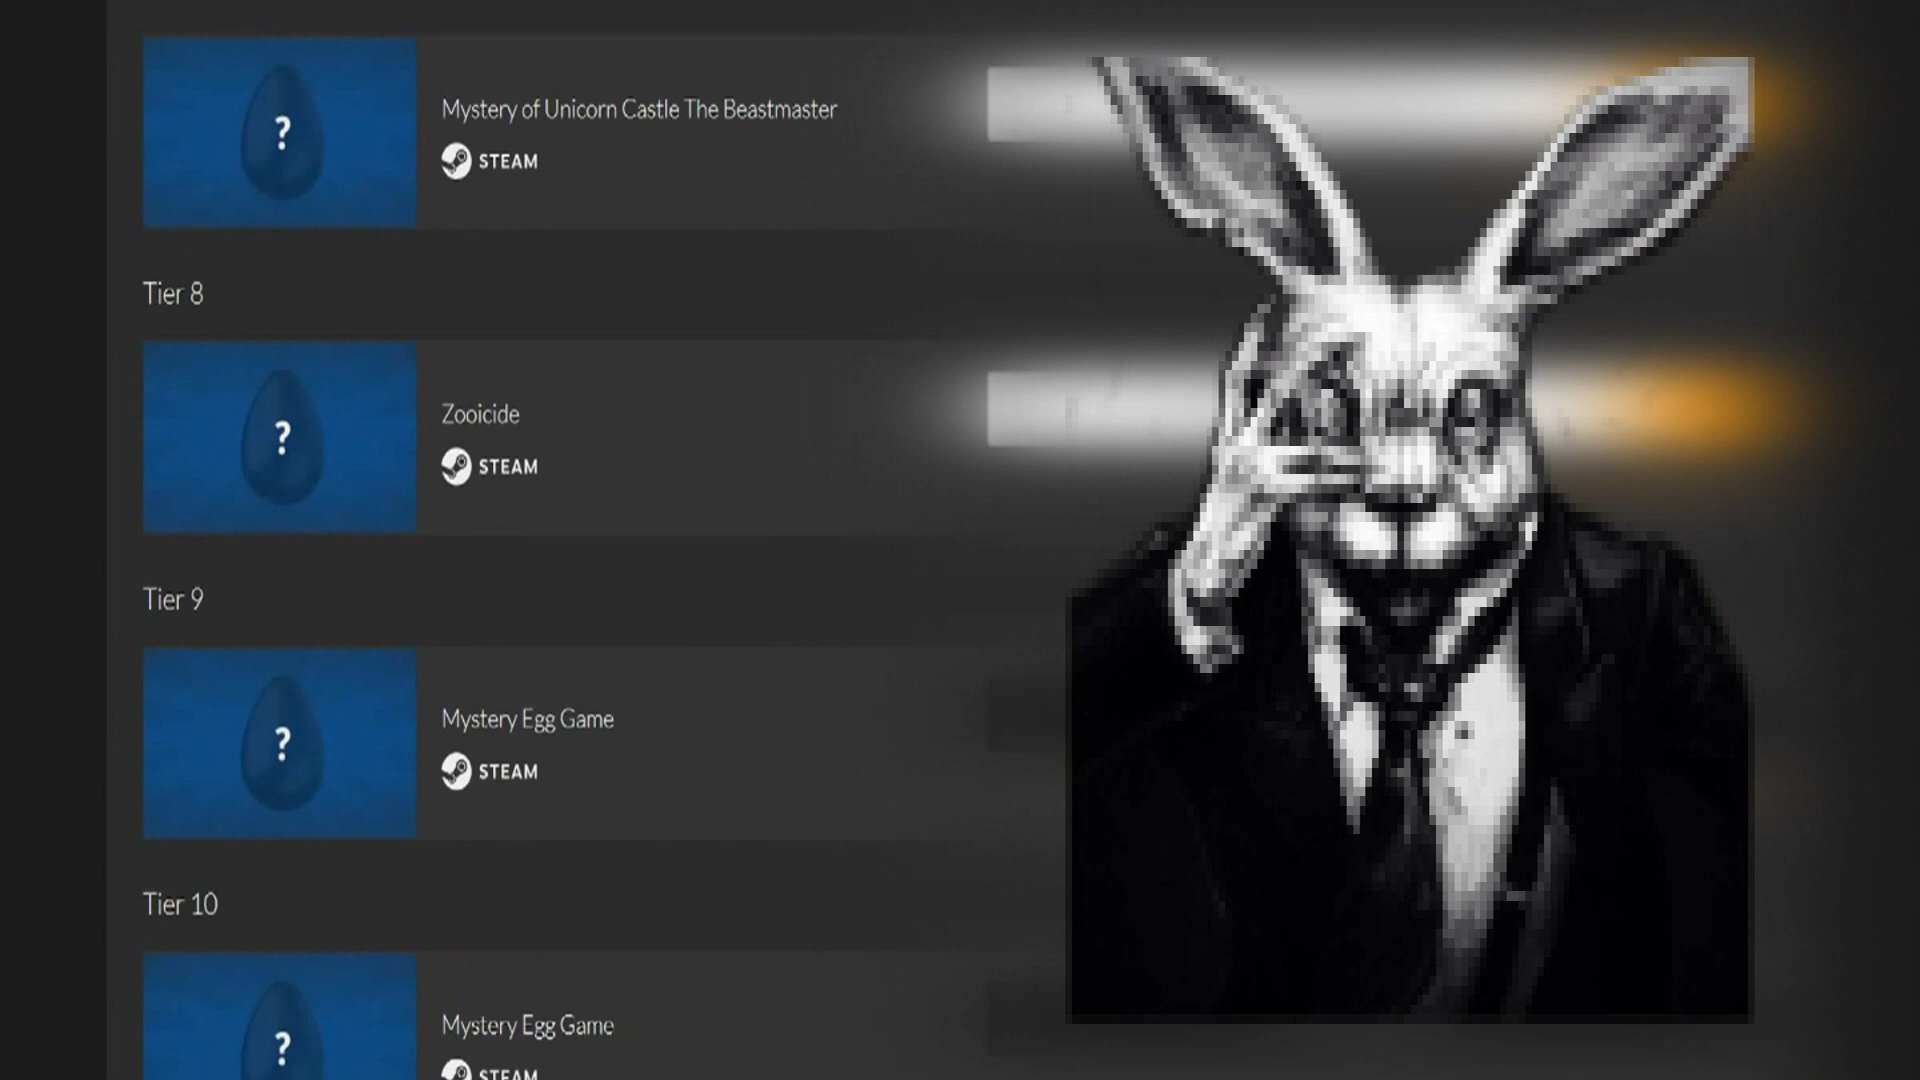 ?
Mystery of Unicorn Castle The Beastmaster
STEAM
Tier 8
?
Zooicide
STEAM
Tier 9
?
Mystery Egg Game
STEAM
Tier 10
?
Mystery Egg Game
STEAM